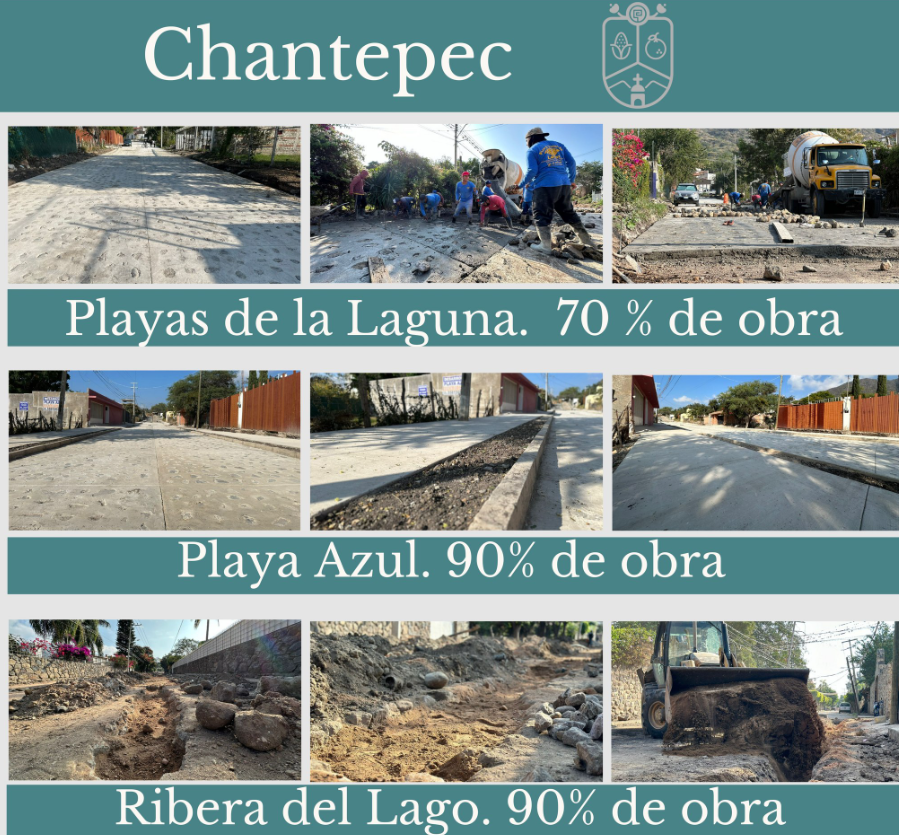 Chantepec
Playas de la Laguna. 70 % de obra
Playa Azul. 90% de obra
Ribera del Lago. 90% de obra